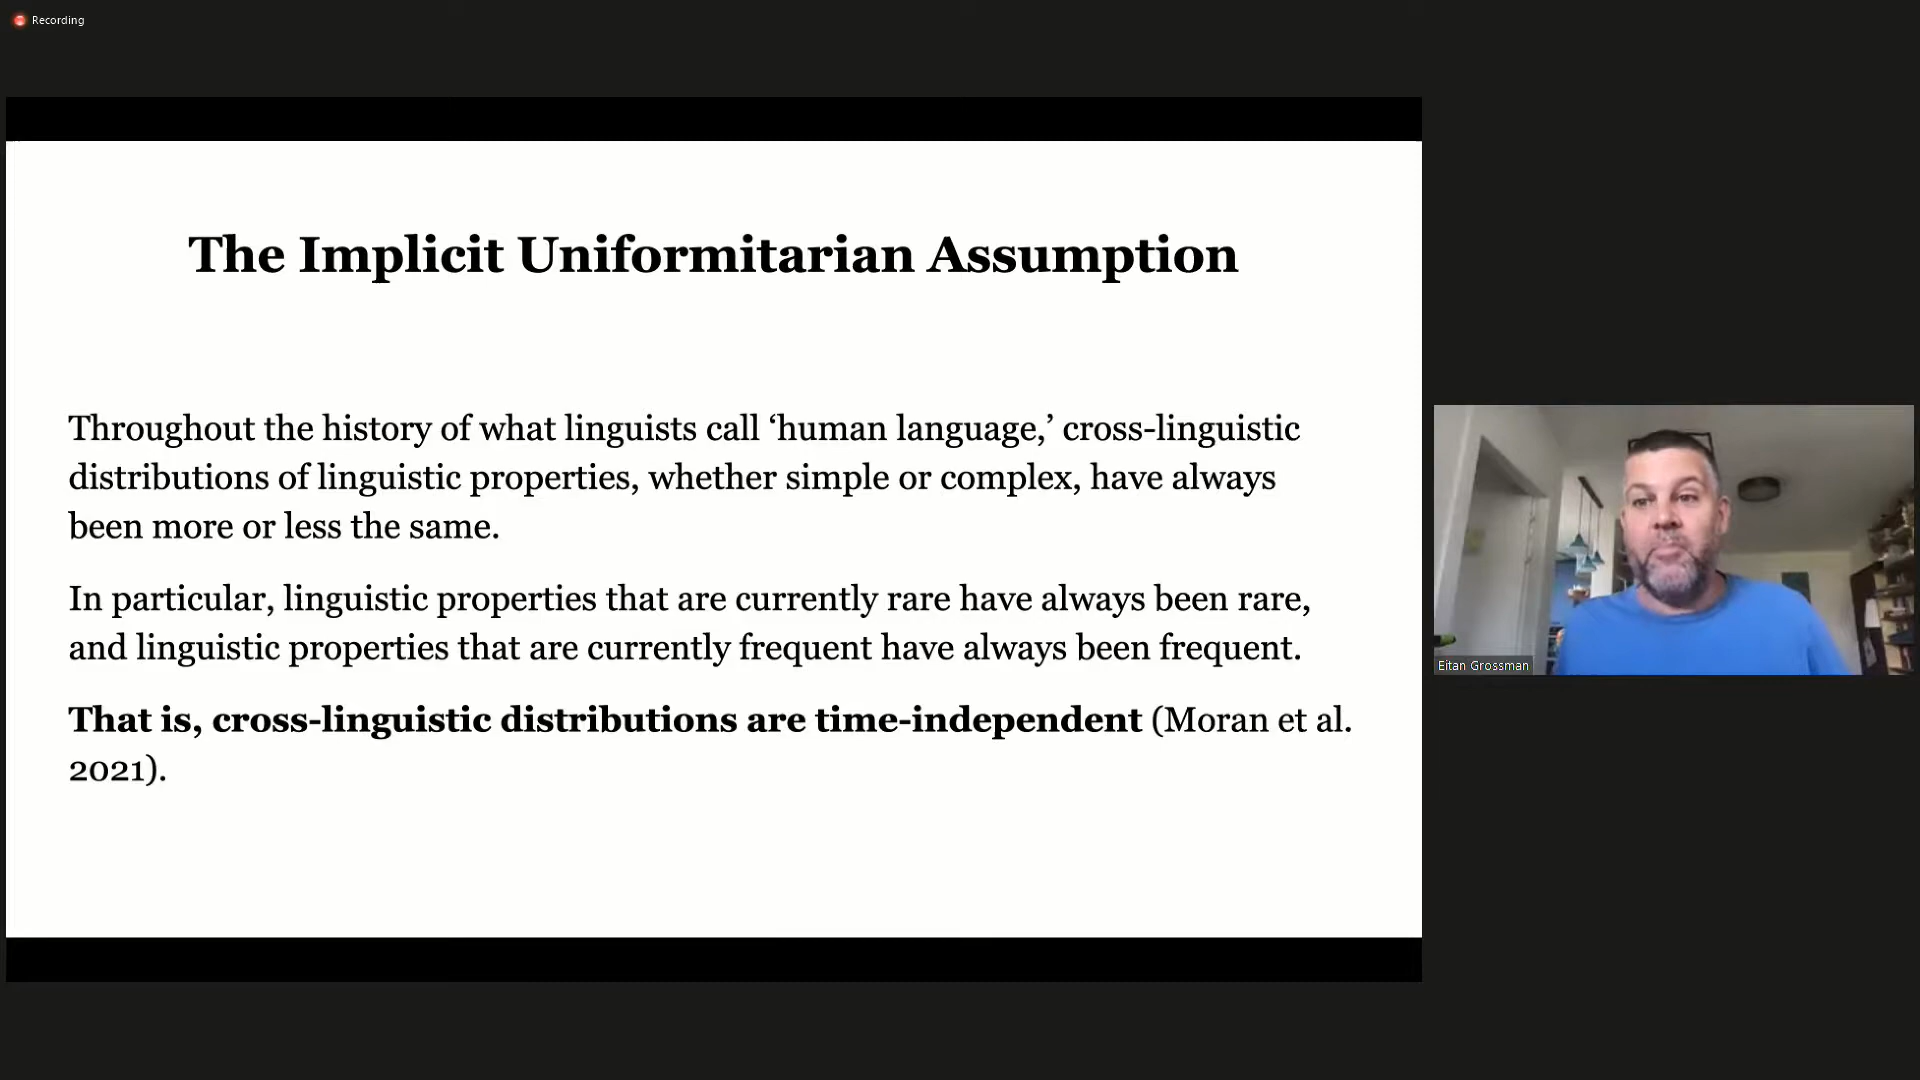 Recording
The Implicit Uniformitarian Assumption
Throughout the history of what linguists call ‘human language,’ cross-linguistic
distributions of linguistic properties, whether simple or complex, have always
been more or less the same.
In particular, linguistic properties that are currently rare have always been rare,
and linguistic properties that are currently frequent have always been frequent.
That is, cross-linguistic distributions are time-independent (Moran et al.
2021).
Eitan Grossman